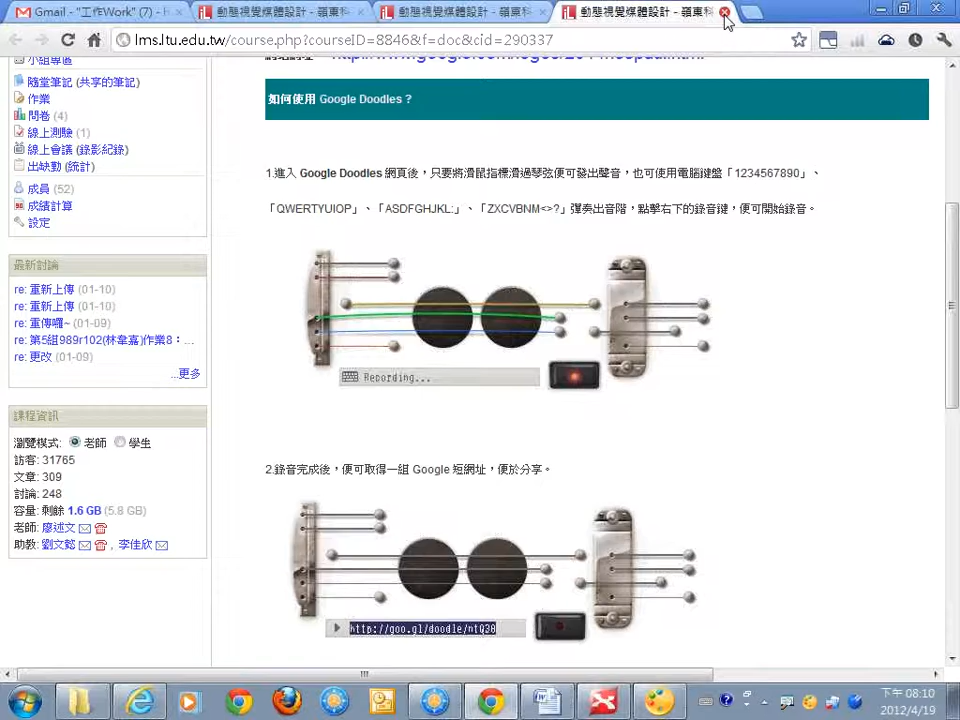 Gmail - "工作Work" (7) - h
動態視覺媒體設計 - 嶺東科
動態視覺媒體設計 - 嶺東科
動態視覺媒體設計 - 嶺東科
lms.ltu.edu.tw/course.php?courseID=8846&f=doc&cid=290337
小組專區
隨堂筆記 (共享的筆記)
作業
問卷 (4)
線上測驗 (1)
線上會議 (錄影紀錄)
出缺勤 (統計)
成員 (52)
成績計算
設定
最新討論
re: 重新上傳 (01-10)
re: 重新上傳 (01-10)
re: 重傳囉~ (01-09)
re: 第5組989r102(林韋嘉)作業8：...
re: 更改 (01-09)
...更多
課程資訊
瀏覽模式: 老師 學生
訪客: 31765
文章: 309
討論: 248
容量: 剩餘 1.6 GB (5.8 GB)
老師: 廖述文
助教: 劉文懿 , 李佳欣
如何使用 Google Doodles ?
1.進入 Google Doodles 網頁後，只要將滑鼠指標滑過琴弦便可發出聲音，也可使用電腦鍵盤「1234567890」、
「QWERTYUIOP」、「ASDFGHJKL:」、「ZXCVBNM<>?」彈奏出音階，點擊右下的錄音鍵，便可開始錄音。
Recording...
2.錄音完成後，便可取得一組 Google 短網址，便於分享。
http://goo.gl/doodle/ntQ30
下午 08:10
2012/4/19